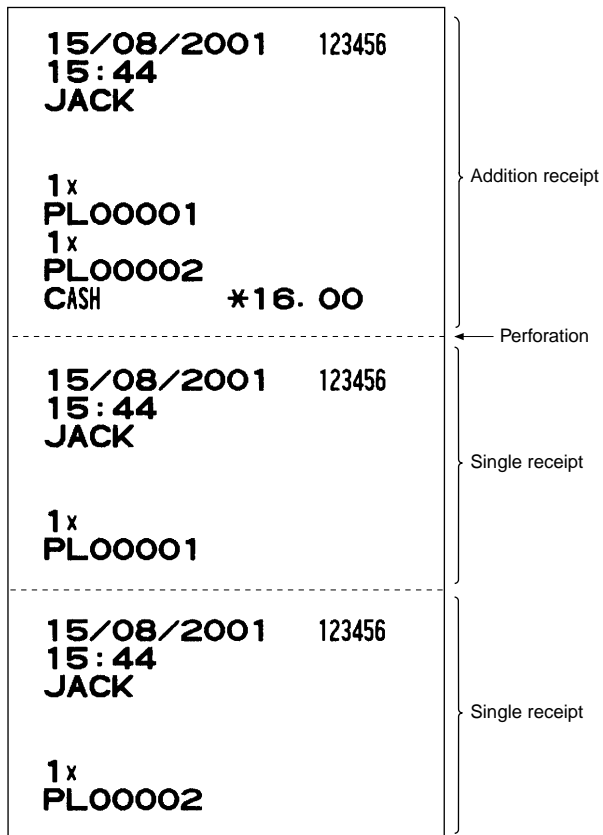 15/08/2001 123456
15:44
JACK
1x
PL00001
1x
PL00002
CASH *16.00
Addition receipt
Perforation
15/08/2001 123456
15:44
JACK
1x
PL00001
Single receipt
15/08/2001 123456
15:44
JACK
1x
PL00002
Single receipt